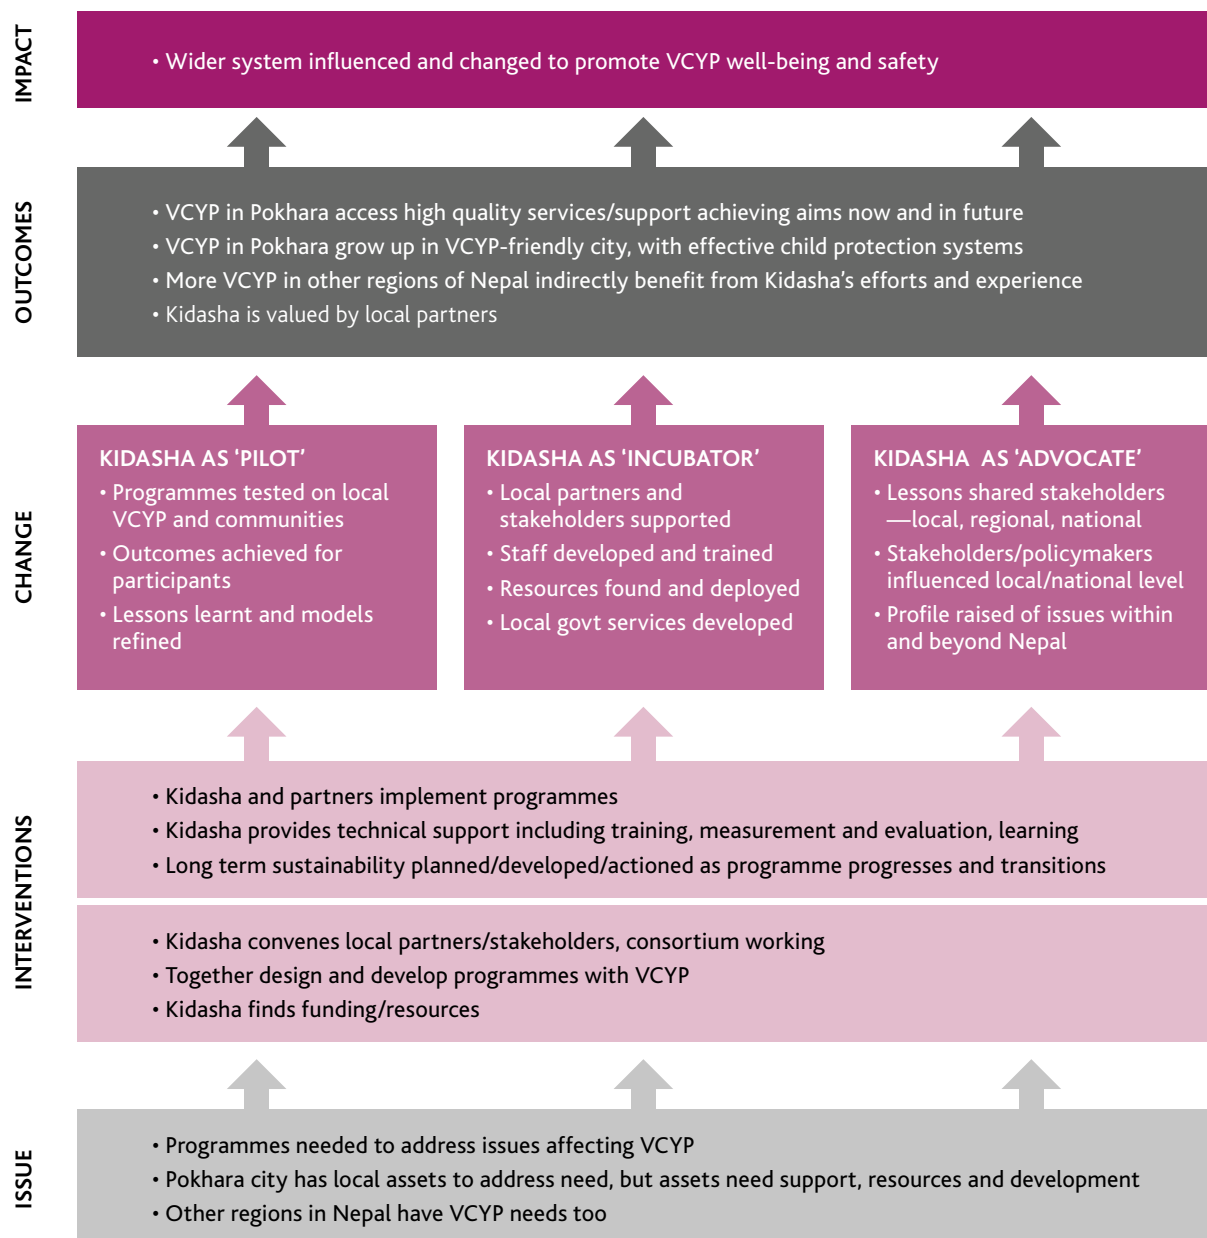 IMPACT
• Wider system influenced and changed to promote VCYP well-being and safety
OUTCOMES
• VCYP in Pokhara access high quality services/support achieving aims now and in future
• VCYP in Pokhara grow up in VCYP-friendly city, with effective child protection systems
• More VCYP in other regions of Nepal indirectly benefit from Kidasha’s efforts and experience
• Kidasha is valued by local partners
CHANGE
KIDASHA AS ‘PILOT’
• Programmes tested on local
VCYP and communities
• Outcomes achieved for
participants
• Lessons learnt and models
refined
KIDASHA AS ‘INCUBATOR’
• Local partners and
stakeholders supported
• Staff developed and trained
• Resources found and deployed
• Local govt services developed
KIDASHA AS ‘ADVOCATE’
• Lessons shared stakeholders
—local, regional, national
• Stakeholders/policymakers
influenced local/national level
• Profile raised of issues within
and beyond Nepal
INTERVENTIONS
• Kidasha and partners implement programmes
• Kidasha provides technical support including training, measurement and evaluation, learning
• Long term sustainability planned/developed/actioned as programme progresses and transitions
• Kidasha convenes local partners/stakeholders, consortium working
• Together design and develop programmes with VCYP
• Kidasha finds funding/resources
ISSUE
• Programmes needed to address issues affecting VCYP
• Pokhara city has local assets to address need, but assets need support, resources and development
• Other regions in Nepal have VCYP needs too